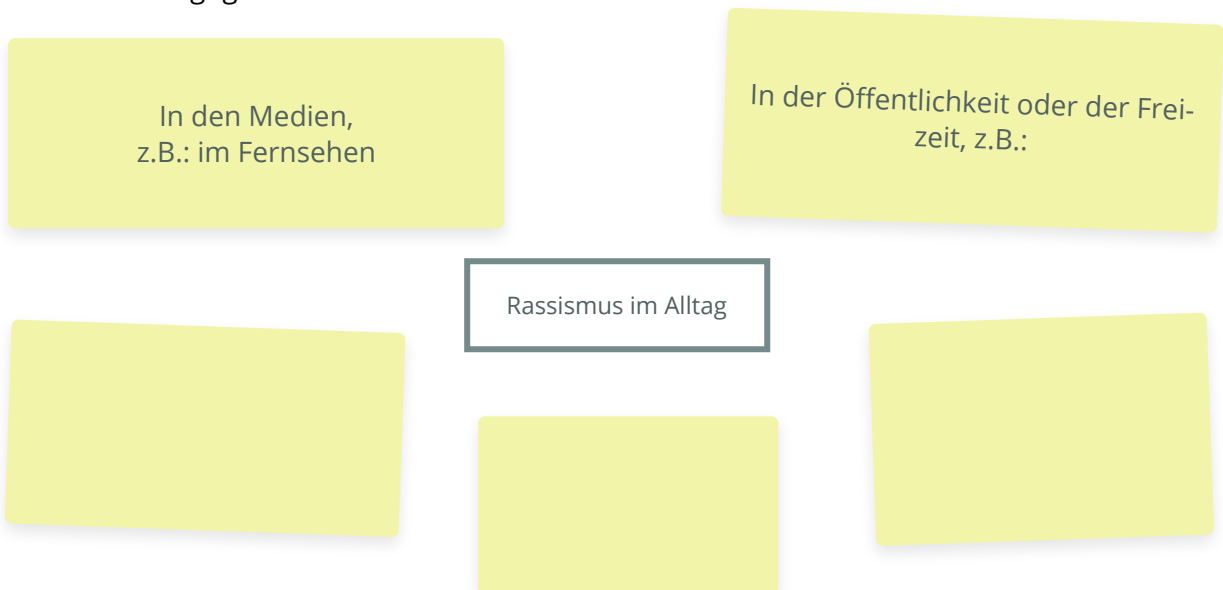 In den Medien,
z.B.: im Fernsehen
In der Öffentlichkeit oder der Frei-
zeit, z.B.:
Rassismus im Alltag